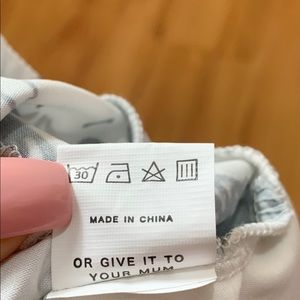 30
MADE IN CHINA
OR GIVE IT TO
YOUR MUM